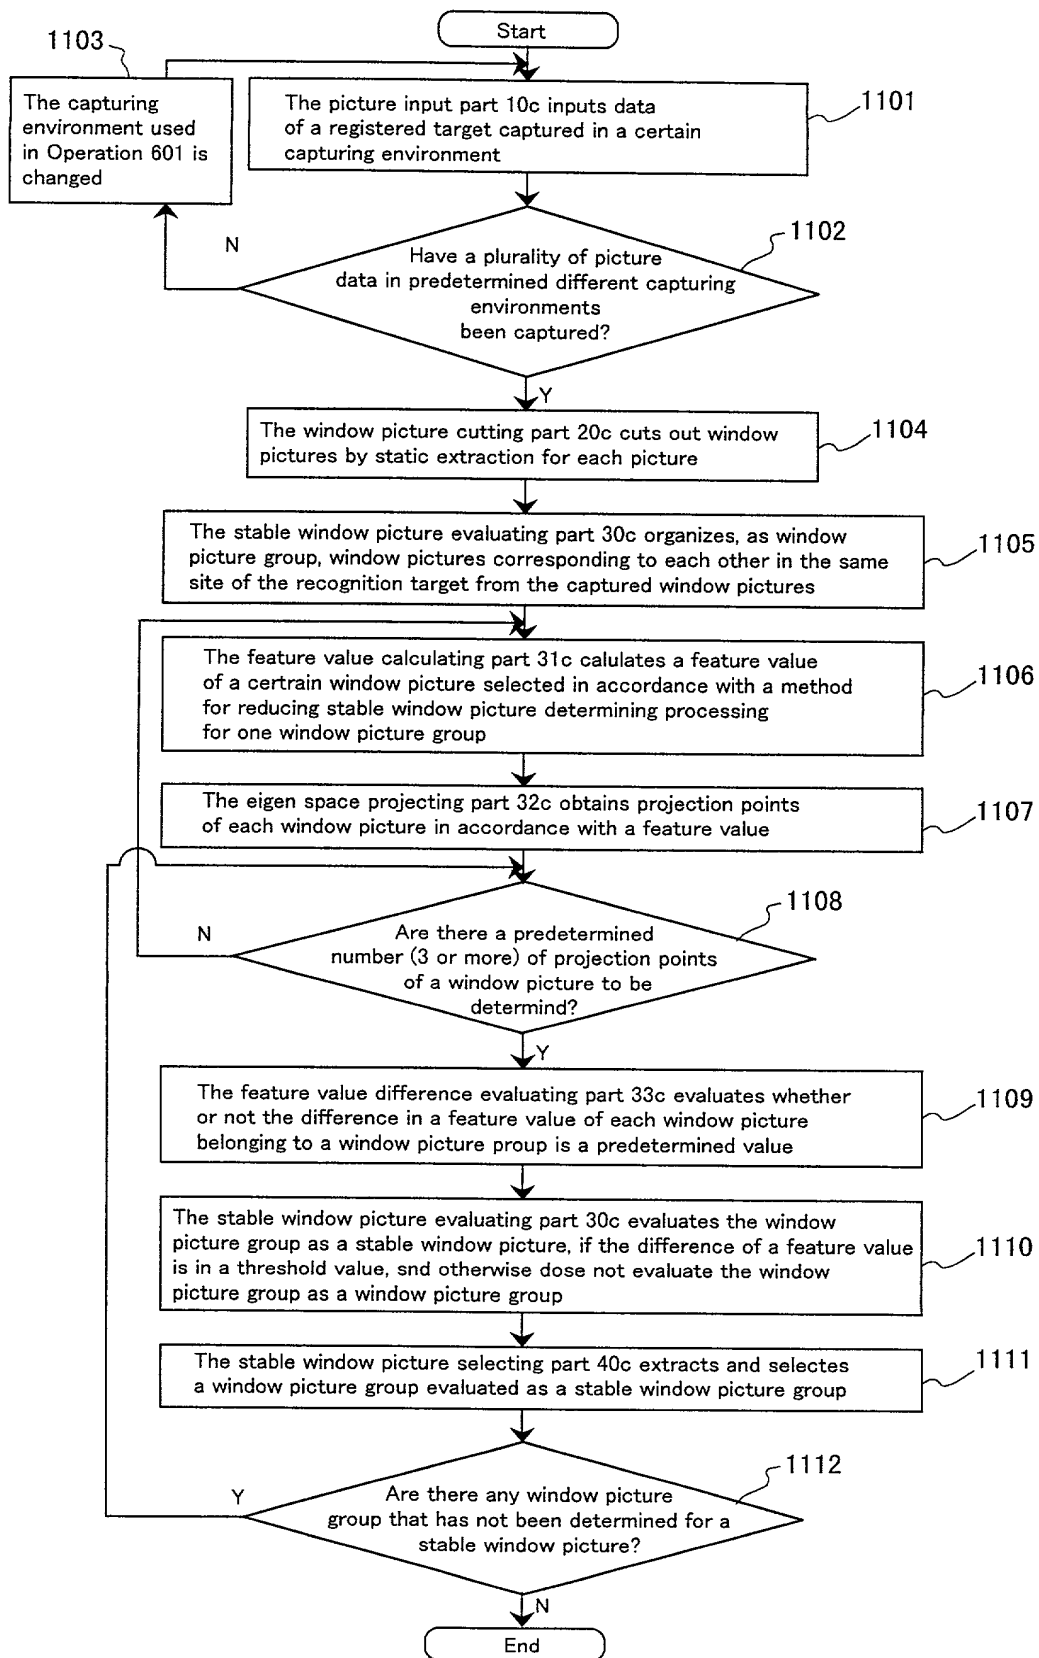 Start
1103
The capturing
environment used
in Operation 601 is
changed
The picture input part 10c inputs data
of a registered target captured in a certain
capturing environment
1101
N
Have a plurality of picture
data in predetermined different capturing
environments
been captured?
1102
Y
The window picture cutting part 20c cuts out window
pictures by static extraction for each picture
1104
The stable window picture evaluating part 30c organizes, as window
picture group, window pictures corresponding to each other in the same
site of the recognition target from the captured window pictures
1105
The feature value calculating part 31c calulates a feature value
of a certrain window picture selected in accordance with a method
for reducing stable window picture determining processing
for one window picture group
1106
The eigen space projecting part 32c obtains projection points
of each window picture in accordance with a feature value
1107
N
Are there a predetermined
number (3 or more) of projection points
of a window picture to be
determind?
1108
Y
The feature value difference evaluating part 33c evaluates whether
or not the difference in a feature value of each window picture
belonging to a window picture proup is a predetermined value
1109
The stable window picture evaluating part 30c evaluates the window
picture group as a stable window picture, if the difference of a feature value
is in a threshold value, snd otherwise dose not evaluate the window
picture group as a window picture group
1110
The stable window picture selecting part 40c extracts and selectes
a window picture group evaluated as a stable window picture group
1111
Y
Are there any window picture
group that has not been determined for a
stable window picture?
1112
N
End